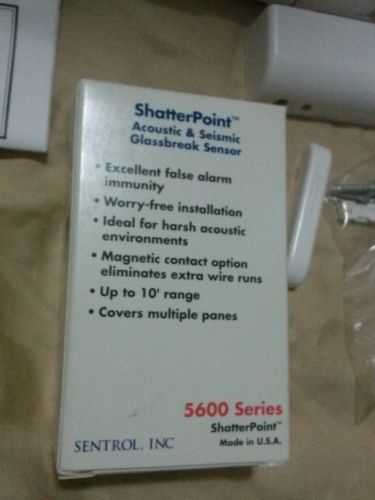 ShatterPoint™
Acoustic & Seismic
Glassbreak Sensor
• Excellent false alarm
immunity
• Worry-free installation
• Ideal for harsh acoustic
environments
• Magnetic contact option
eliminates extra wire runs
• Up to 10' range
• Covers multiple panes
5600 Series
ShatterPoint™
Made in U.S.A.
SENTROL, INC